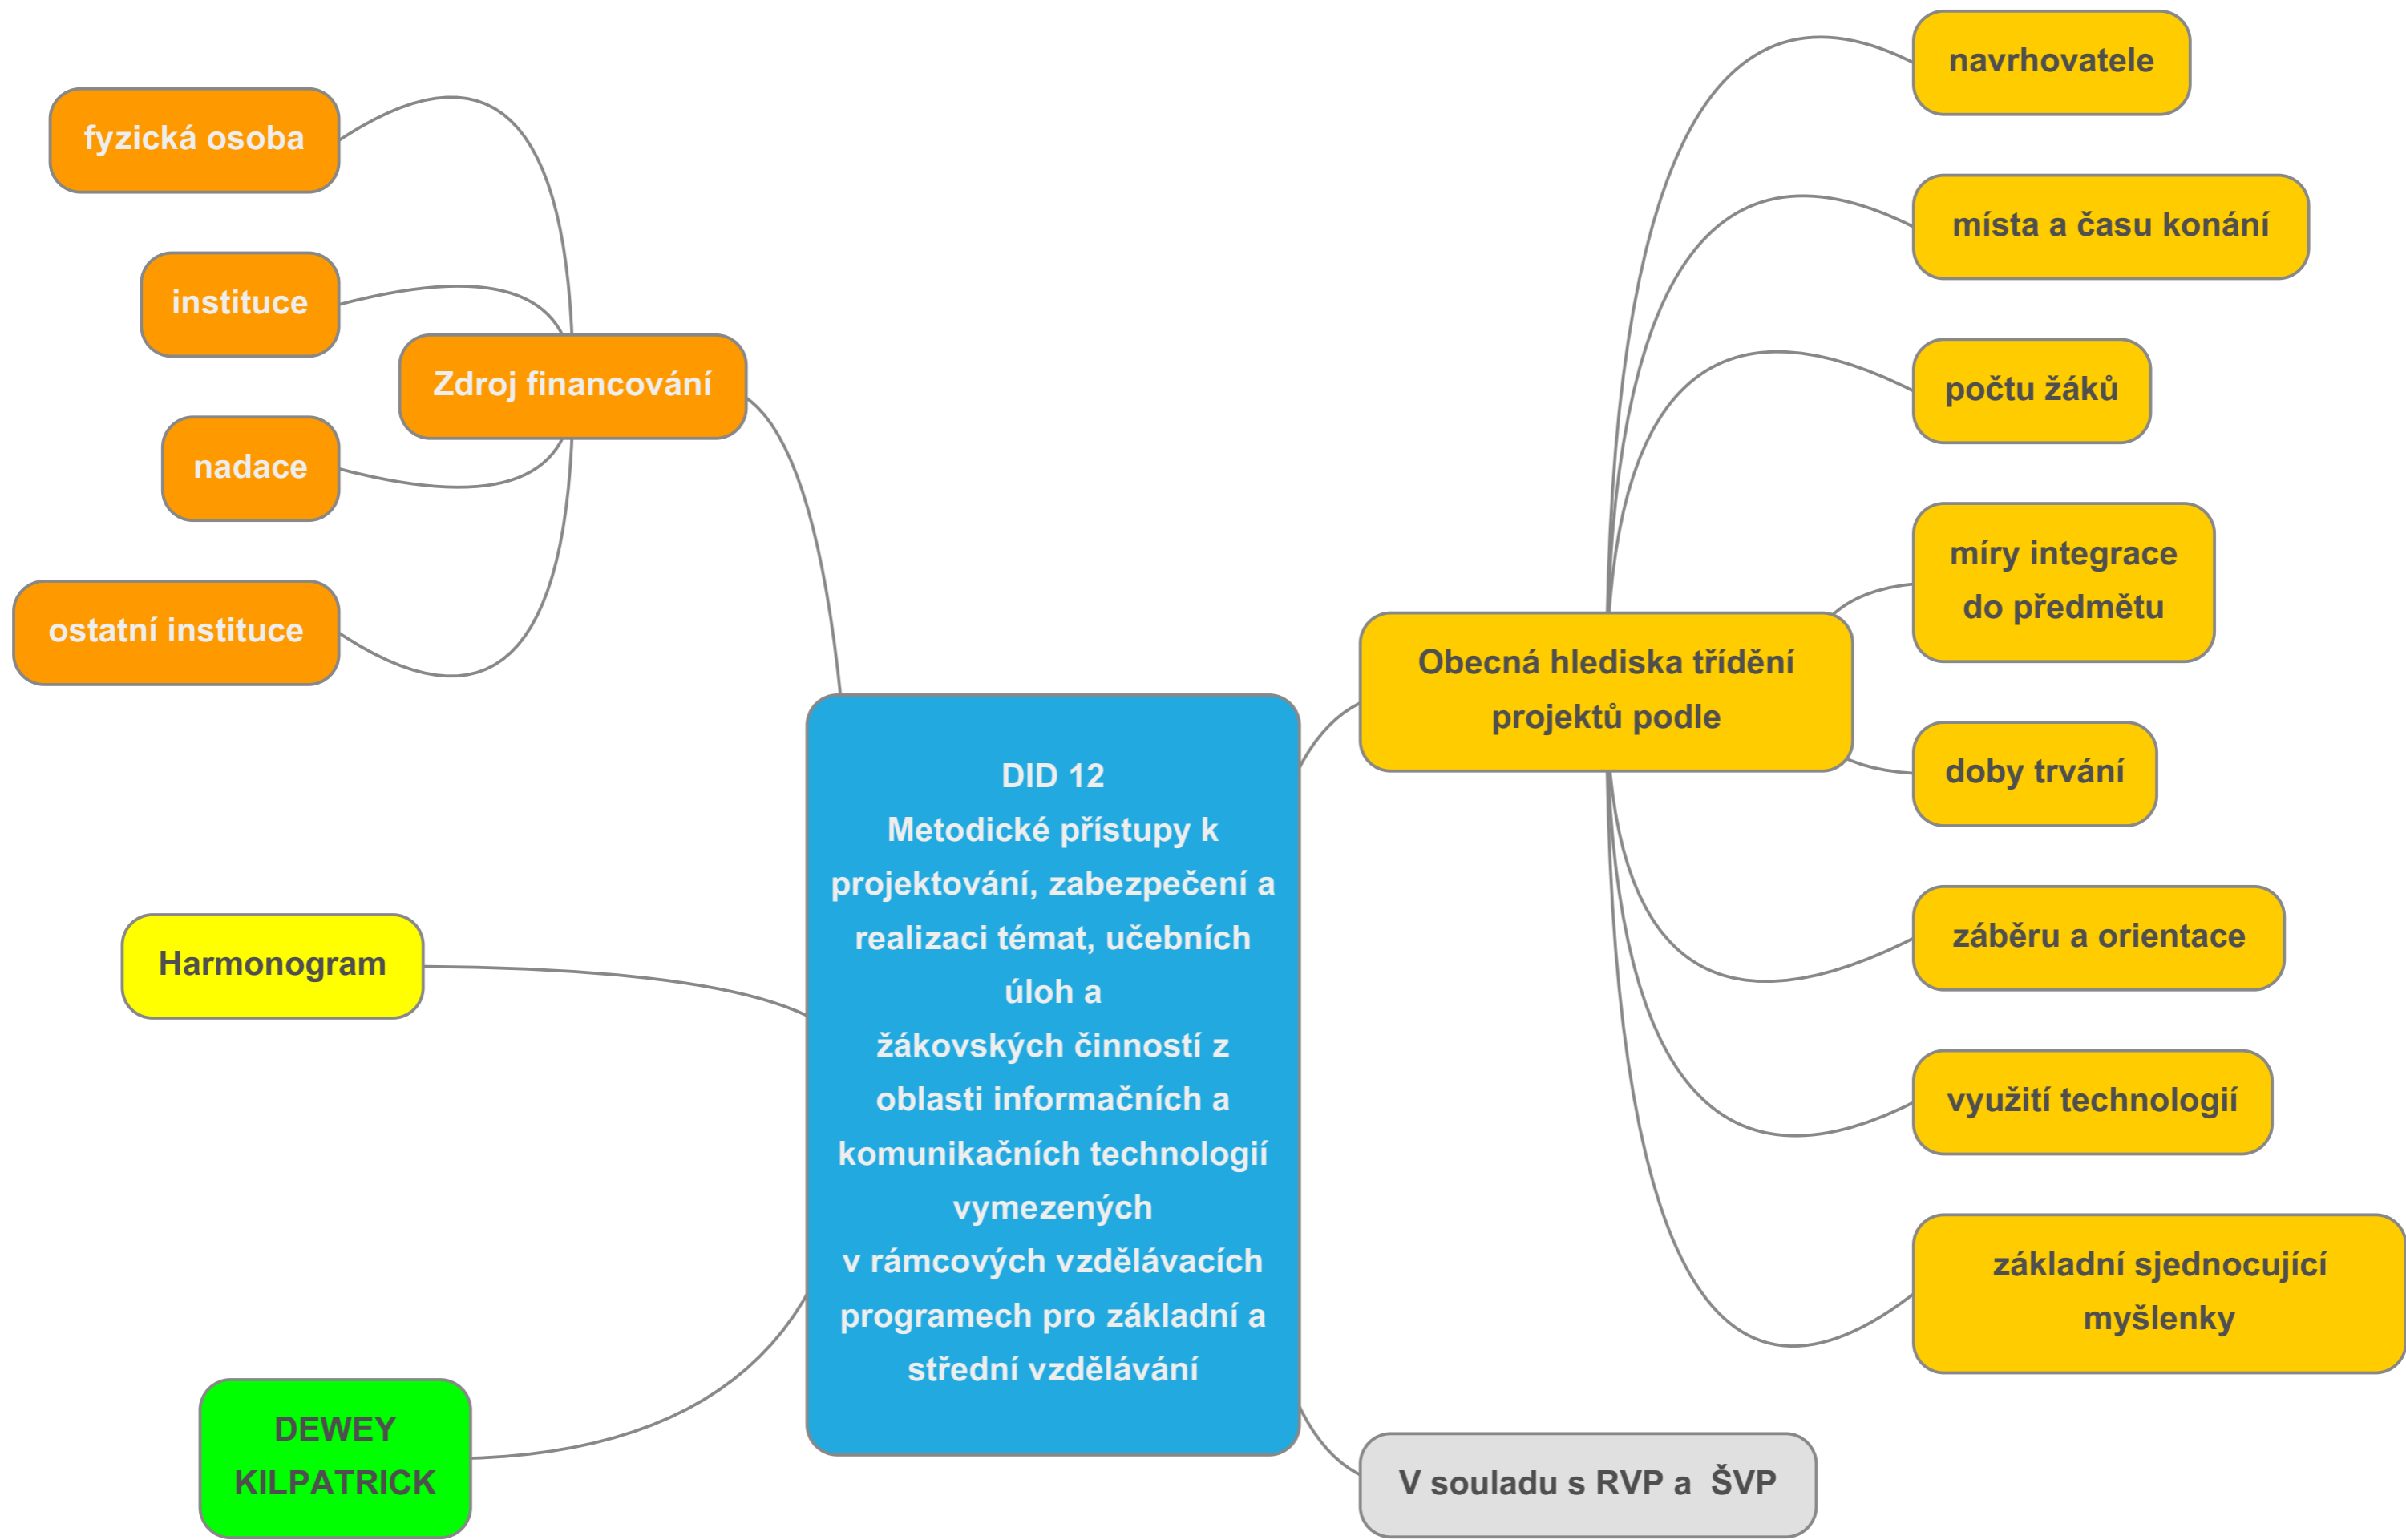 fyzická osoba
instituce
Zdroj financování
nadace
ostatní instituce
Harmonogram
DEWEY
KILPATRICK
DID 12
Metodické přístupy k
projektování, zabezpečení a
realizaci témat, učebních
úloh a
žákovských činností z
oblasti informačních a
komunikačních technologií
vymezených
v rámcových vzdělávacích
programech pro základní a
střední vzdělávání
Obecná hlediska třídění
projektů podle
navrhovatele
místa a času konání
počtu žáků
míry integrace
do předmětu
doby trvání
záběru a orientace
využití technologií
základní sjednocující
myšlenky
V souladu s RVP a  ŠVP